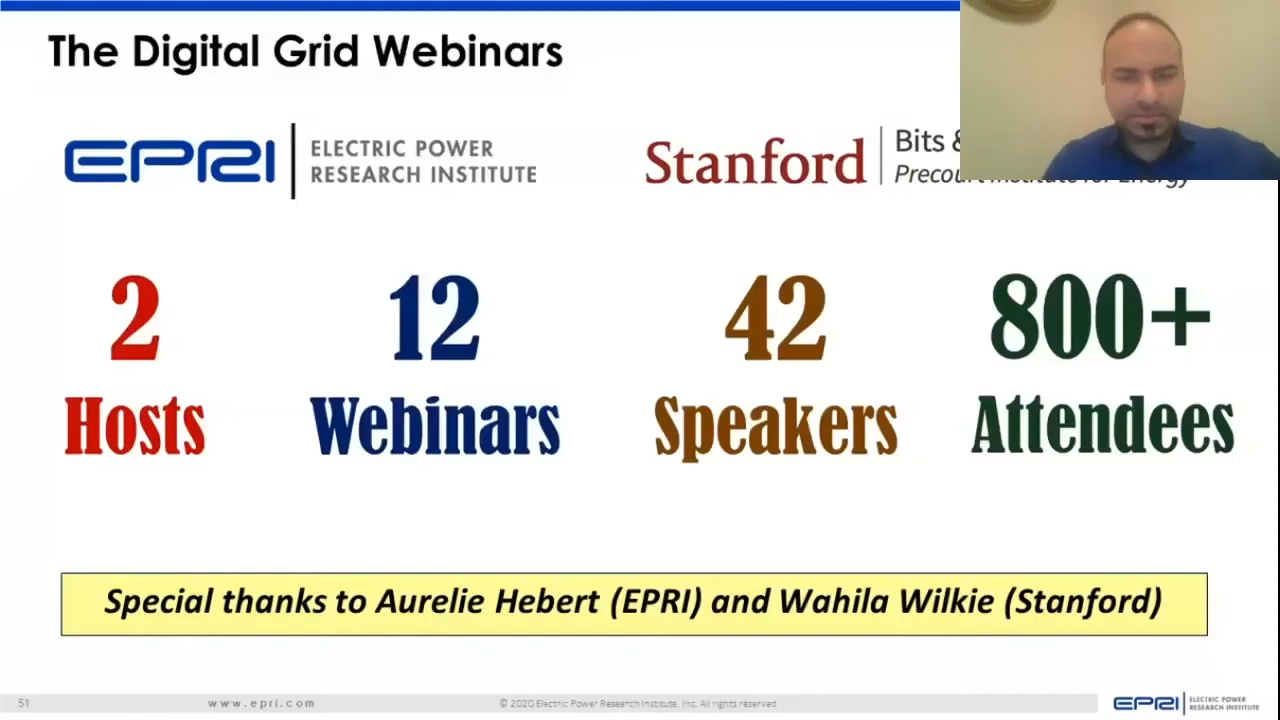 The Digital Grid Webinars
EPRI | ELECTRIC POWER
RESEARCH INSTITUTE
Stanford | Bits &
2
Hosts
12
Webinars
42
Speakers
800+
Attendees
Special thanks to Aurelie Hebert (EPRI) and Wahila Wilkie (Stanford)
51
www.epri.com
© 2020 Electric Power Research Institute, Inc. All rights reserved.
EPRI | ELECTRIC POWER
RESEARCH INSTITUTE